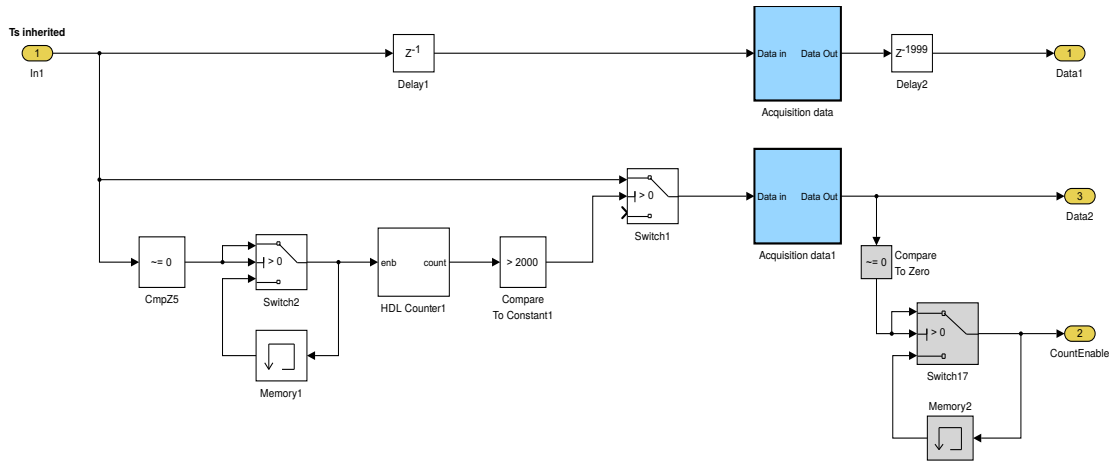 Ts inherited
1
In1
Z-1
Delay1
Data in
Data Out
Acquisition data
Z-1999
Delay2
1
Data1
> 0
Switch1
Data in
Data Out
Acquisition data1
3
Data2
~= 0
CmpZ5
> 0
Switch2
Memory1
enb
count
HDL Counter1
> 2000
Compare
To Constant1
~= 0
Compare
To Zero
> 0
Switch17
2
CountEnable
Memory2